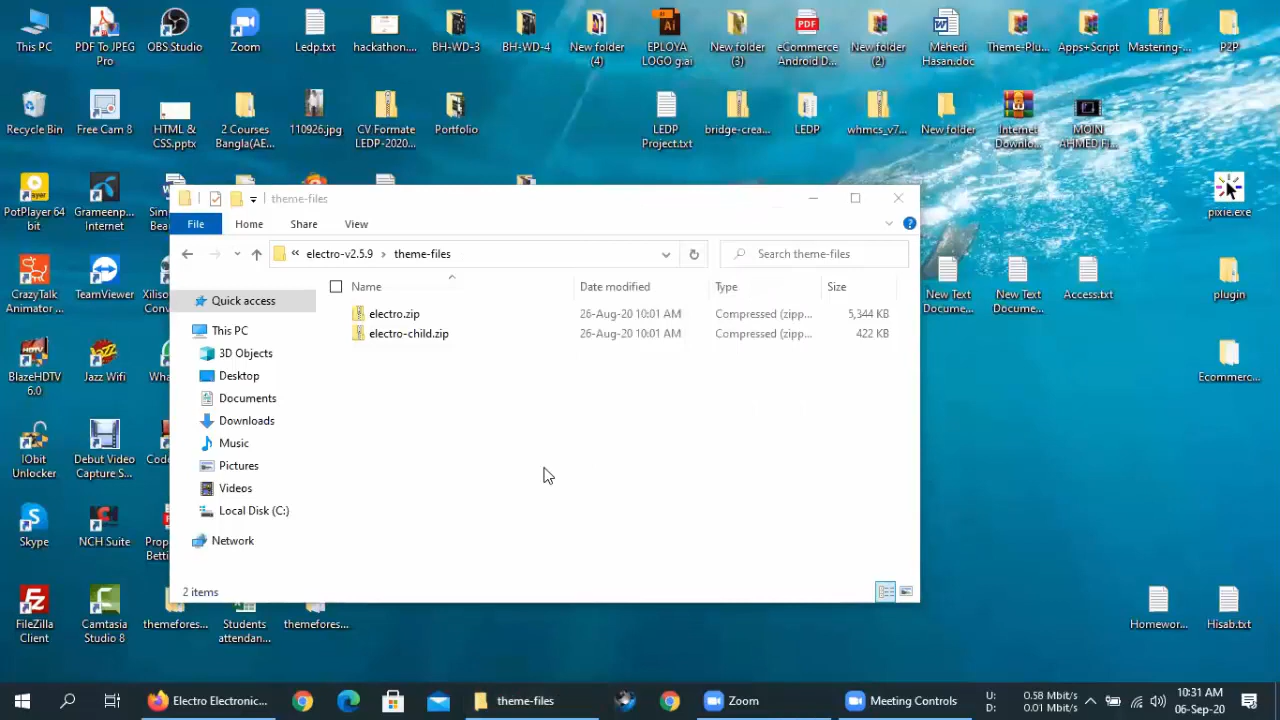 This PC
PDF To JPEG
Pro
OBS Studio
Zoom
Ledp.txt
hackathon....
BH-WD-3
BH-WD-4
New folder
(4)
EPLOYA
LOGO g.ai
New folder
(3)
eCommerce
Android D...
New folder
(2)
Mehedi
Hasan.doc
Theme-Plu...
Apps+Script
Mastering-...
P2P
Recycle Bin
Free Cam 8
HTML &
CSS.pptx
2 Courses
Bangla(AE...
110926.jpg
CV Formate
LEDP-2020...
Portfolio
LEDP
Project.txt
bridge-crea...
LEDP
whmcs_v7...
New folder
Internet
Downlo...
MOIN
AHMED Fi...
PotPlayer 64
bit
Grameenp...
Internet
Sim
Bear
pixie.exe
theme-files
File
Home
Share
View
electro-v2.5.9
theme-files
Search theme-files
Name
Date modified
Type
Size
electro.zip
26-Aug-20 10:01 AM
Compressed (zipp...
5,344 KB
electro-child.zip
26-Aug-20 10:01 AM
Compressed (zipp...
422 KB
Quick access
This PC
3D Objects
Desktop
Documents
Downloads
Music
Pictures
Videos
Local Disk (C:)
Network
2 items
CrazyTalk
Animator ...
TeamViewer
Xiliso
Conve
New Text
Docume...
New Text
Docume...
Access.txt
plugin
BlazeHDTV
6.0
Jazz Wifi
Wha
Ecommerc...
IObit
Unlocker
Debut Video
Capture S...
Code
Skype
NCH Suite
Prop
Betti
FileZilla
Client
Camtasia
Studio 8
themefores...
Students
attendan...
themefores...
Homewor...
Hisab.txt
Electro Electronic...
theme-files
Zoom
Meeting Controls
U: 0.58 Mbit/s
D: 0.01 Mbit/s
10:31 AM
06-Sep-20